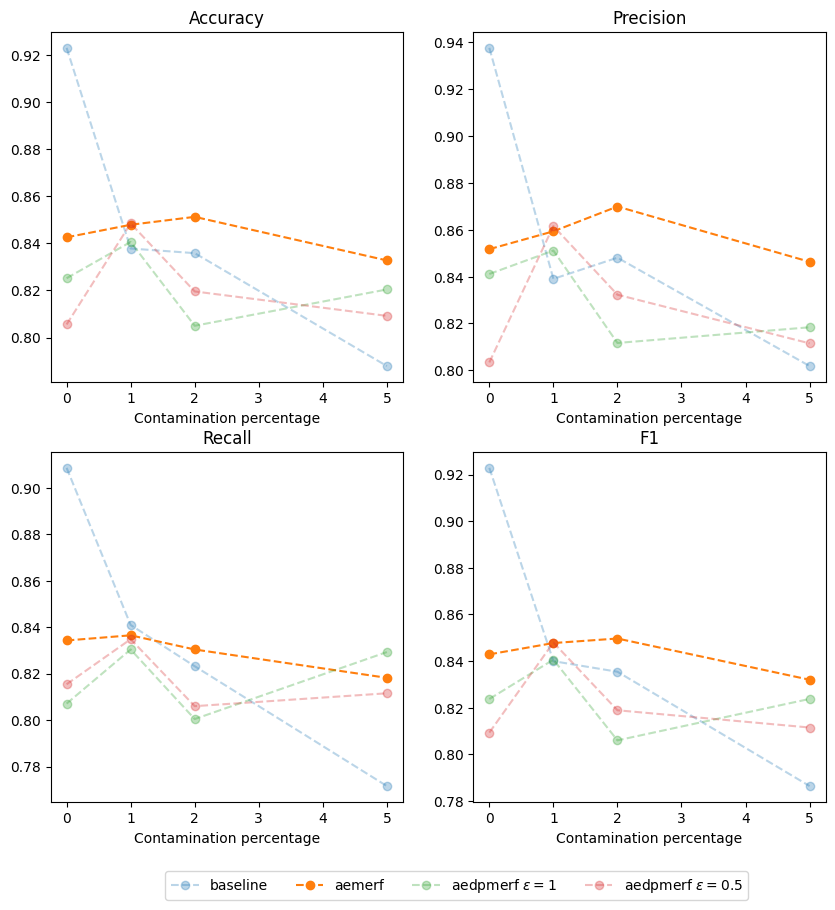 Accuracy
Precision
0.92
0.90
0.88
0.86
0.84
0.82
0.80
0.94
0.92
0.90
0.88
0.86
0.84
0.82
0.80
0 1 2 3 4 5
0 1 2 3 4 5
Contamination percentage
Contamination percentage
Recall
F1
0.90
0.88
0.86
0.84
0.82
0.80
0.78
0.92
0.90
0.88
0.86
0.84
0.82
0.80
0.78
0 1 2 3 4 5
0 1 2 3 4 5
Contamination percentage
Contamination percentage
baseline aemerf aedpmerf ε = 1 aedpmerf ε = 0.5